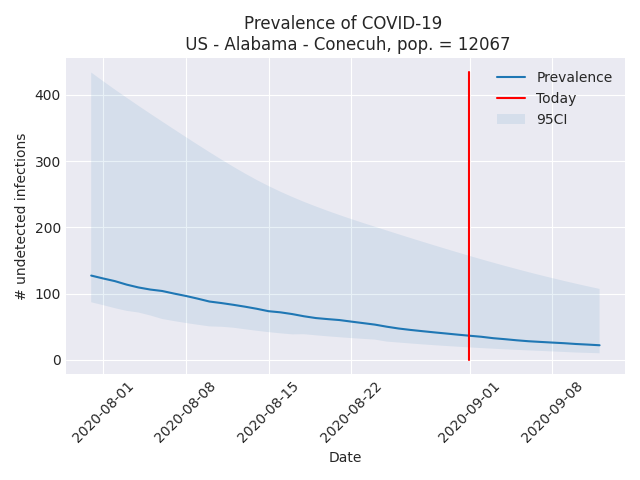 Prevalence of COVID-19
US - Alabama - Conecuh, pop. = 12067
Prevalence
Today
95CI
# undetected infections
400
300
200
100
0
2020-08-01
2020-08-08
2020-08-15
2020-08-22
2020-09-01
2020-09-08
Date